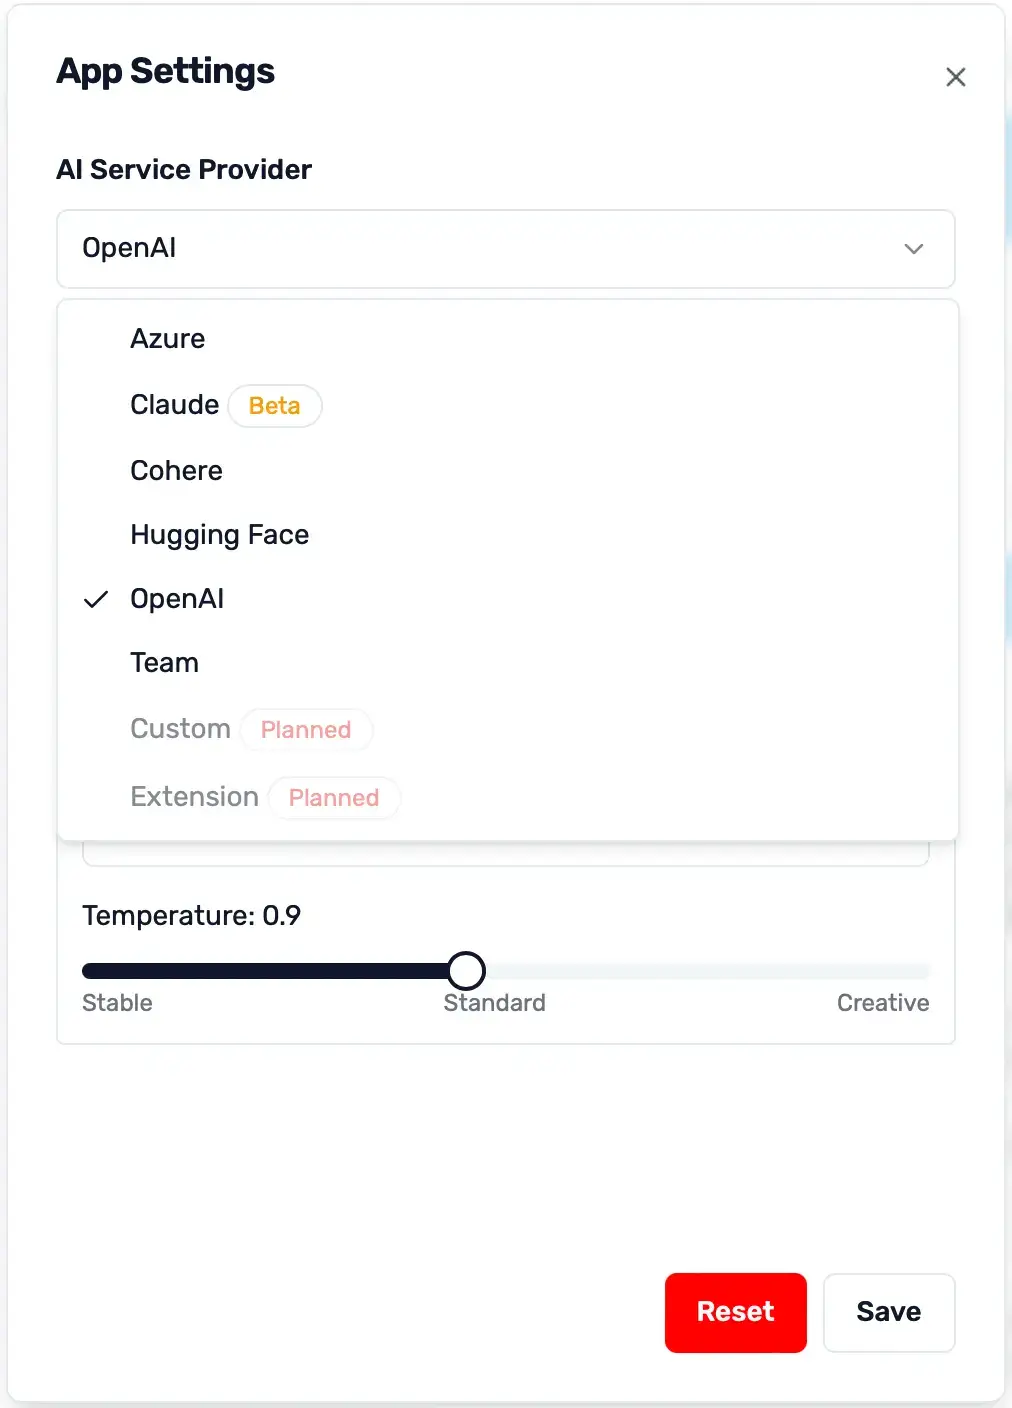 App Settings
AI Service Provider
OpenAI
Azure
Claude Beta
Cohere
Hugging Face
OpenAI
Team
Custom Planned
Extension Planned
Temperature: 0.9
Stable Standard Creative
Reset Save